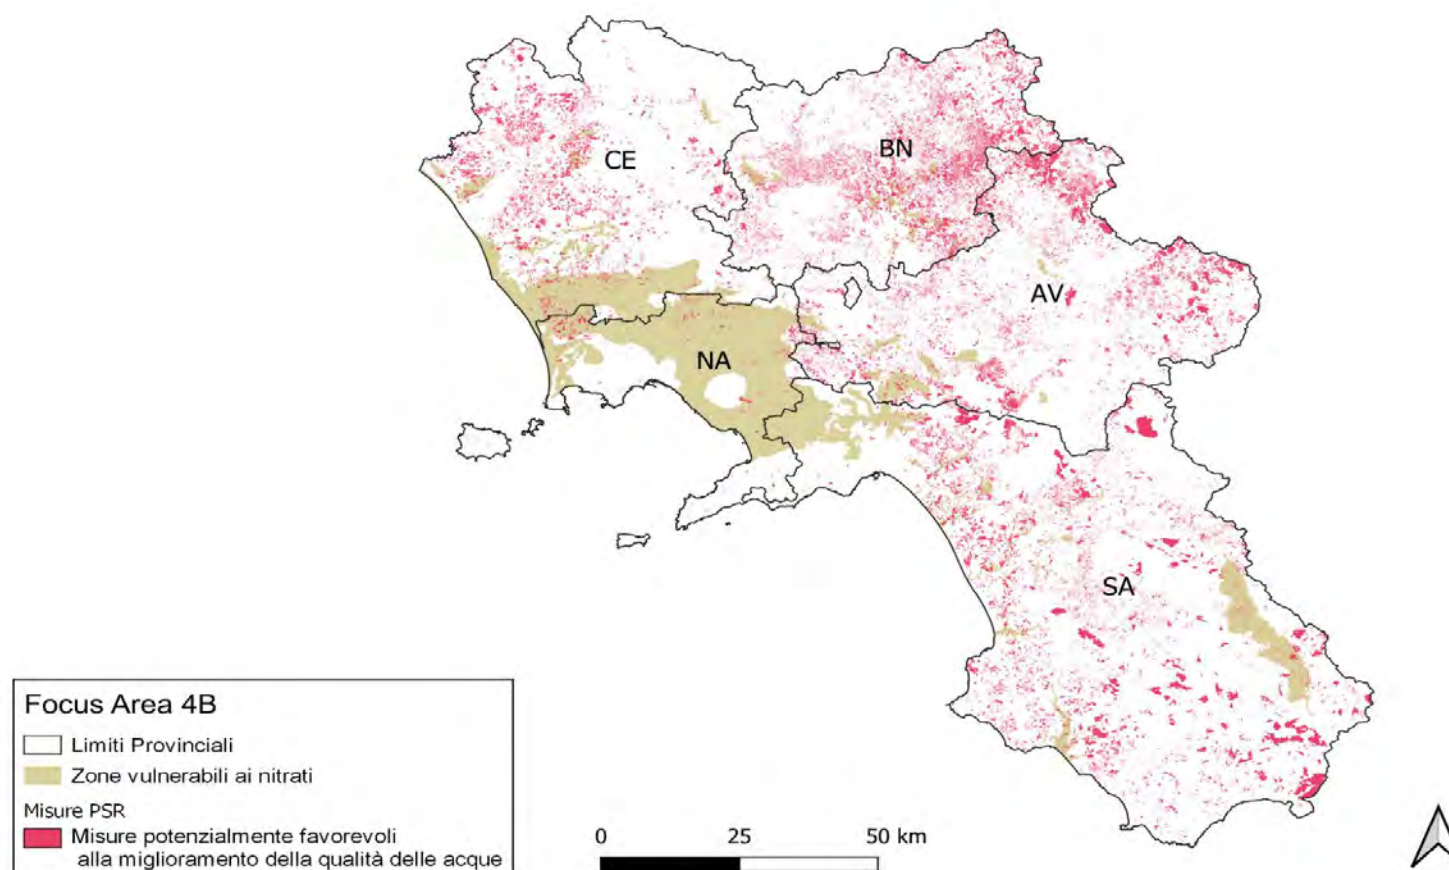 CE
BN
AV
NA
SA
Focus Area 4B
Limiti Provinciali
Zone vulnerabili ai nitrati
Misure PSR
Misure potenzialmente favorevoli
alla miglioramento della qualità delle acque
0 25 50 km